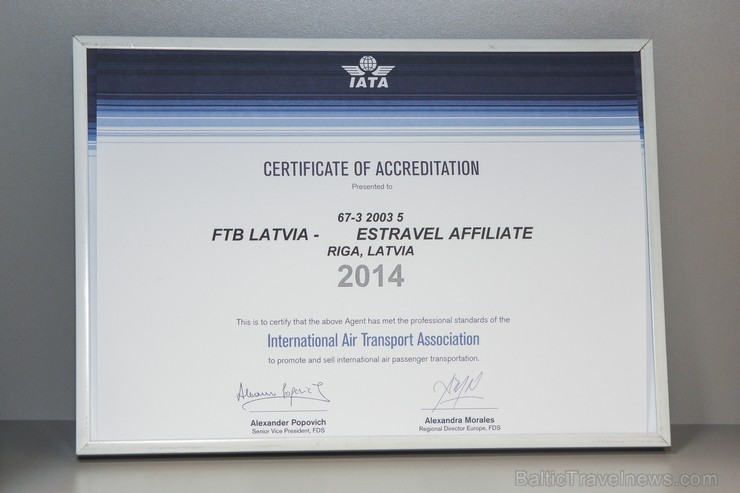 IATA
CERTIFICATE OF ACCREDITATION
Presented to
67-3 2003 5
FTB LATVIA - ESTRAVEL AFFILIATE
RIGA, LATVIA
2014
This is to certify that the above Agent has met the professional standards of the
International Air Transport Association
to promote and sell international air passenger transportation.
Alexander Popovich
Senior Vice President, FDS
Alexandra Morales
Regional Director Europe, FDS
BalticTravelnews.com